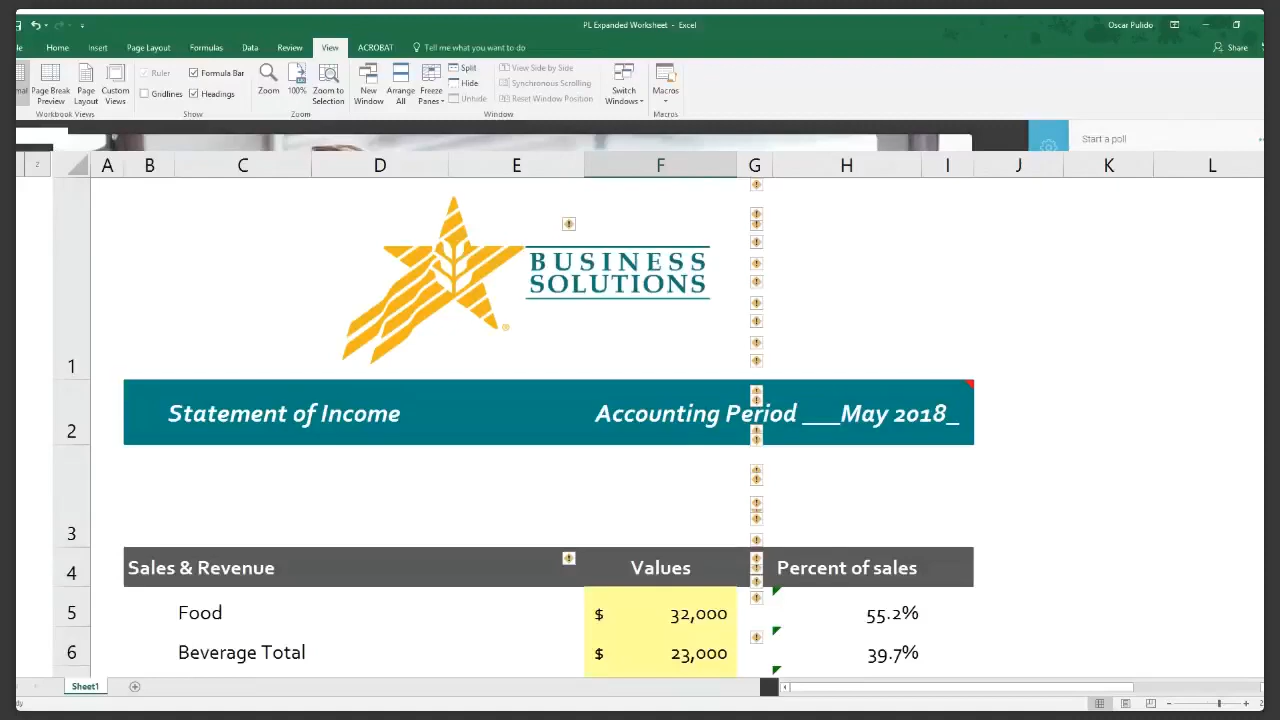 PL Expanded Worksheet - Excel
Oscar Pulido
Home Insert Page Layout Formulas Data Review View ACROBAT Tell me what you want to do
Share
Ruler Formula Bar
Gridlines Headings
Page Break Preview
Page Layout
Custom Views
Zoom
100%
Zoom to Selection
New Window
Arrange All
Freeze Panes
Split
Hide
Unhide
View Side by Side
Synchronous Scrolling
Reset Window Position
Switch Windows
Macros
Workbook Views Show Zoom Window Macros
Start a poll
2 A B C D E F G H I J K L
BUSINESS
SOLUTIONS
®
1
2 Statement of Income Accounting Period ___May 2018_
3
4 Sales & Revenue Values Percent of sales
5 Food $ 32,000 55.2%
6 Beverage Total $ 23,000 39.7%
Sheet1